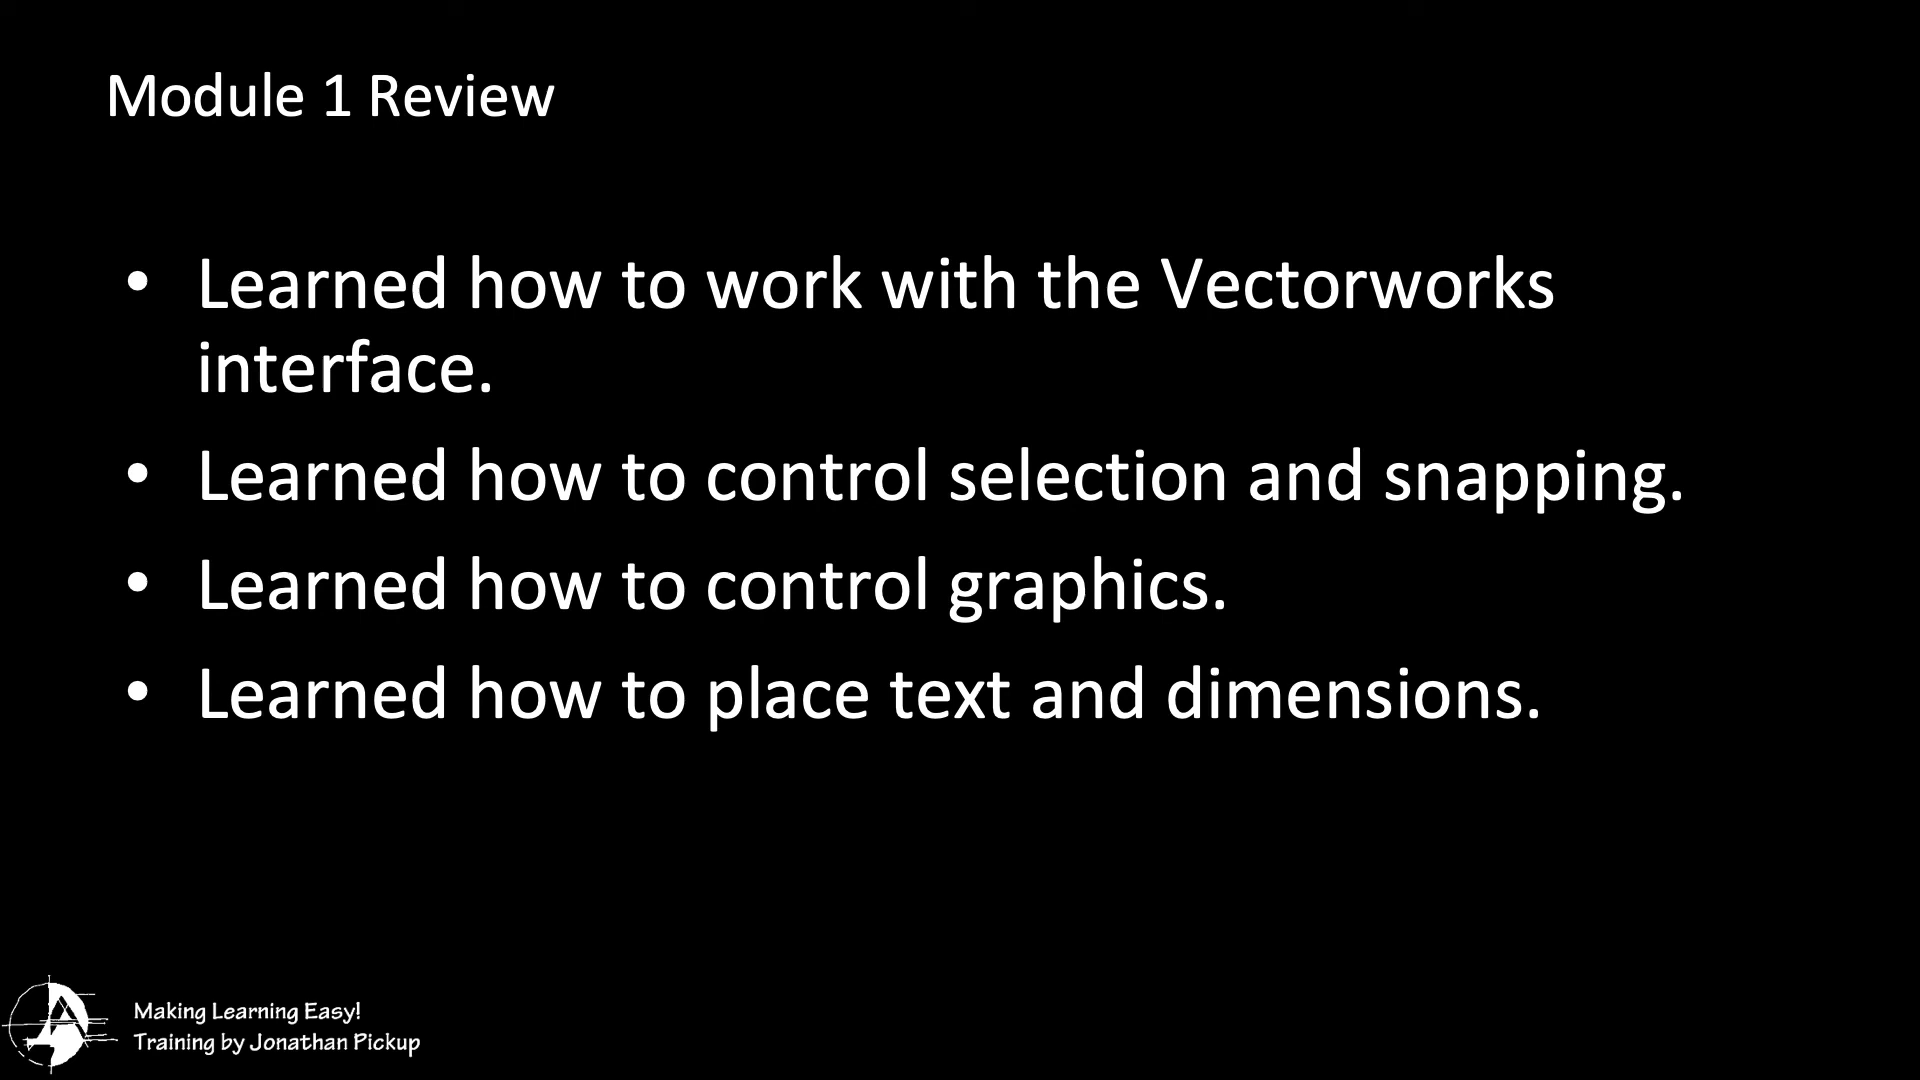 Module 1 Review
• Learned how to work with the Vectorworks
interface.
• Learned how to control selection and snapping.
• Learned how to control graphics.
• Learned how to place text and dimensions.
Making Learning Easy!
Training by Jonathan Pickup